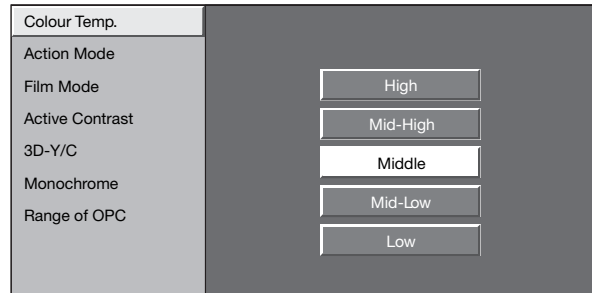 Colour Temp.
Action Mode
Film Mode
Active Contrast
3D-Y/C
Monochrome
Range of OPC
High
Mid-High
Middle
Mid-Low
Low